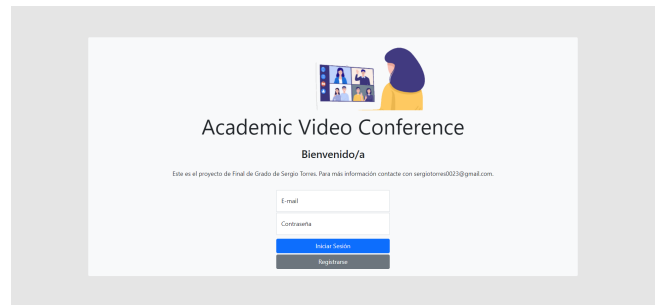 Academic Video Conference
Bienvenido/a
Este es el proyecto de Final de Grado de Sergio Torres. Para más información contacte con sergiotorres0023@gmail.com.
E-mail
Contraseña
Iniciar Sesión
Registrarse